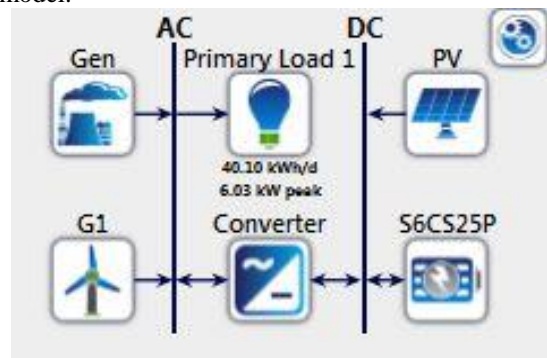 model.
AC DC
Gen Primary Load 1 PV
40.10 kWh/d
6.03 kW peak
G1 Converter S6CS25P